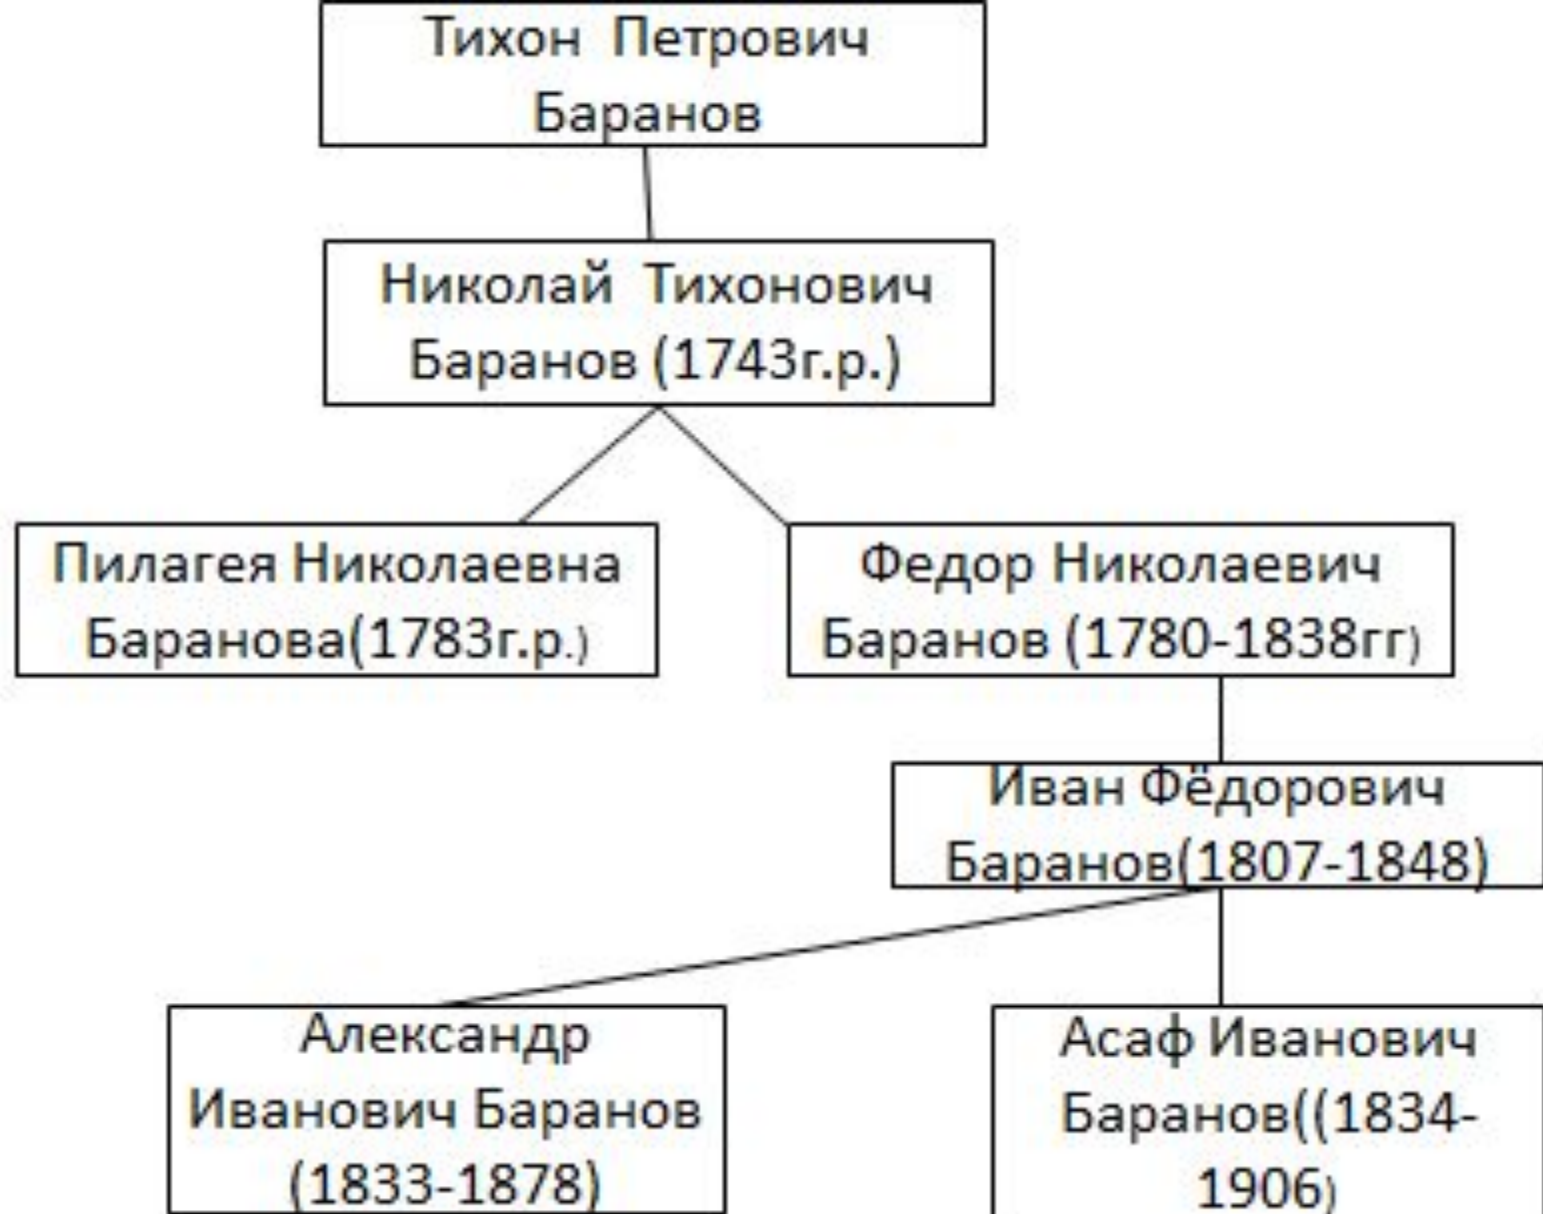 Тихон Петрович
Баранов
Николай Тихонович
Баранов (1743г.р.)
Пилагея Николаевна
Баранова(1783г.р.)
Федор Николаевич
Баранов (1780-1838гг)
Иван Фёдорович
Баранов(1807-1848)
Александр
Иванович Баранов
(1833-1878)
Асаф Иванович
Баранов((1834-
1906)